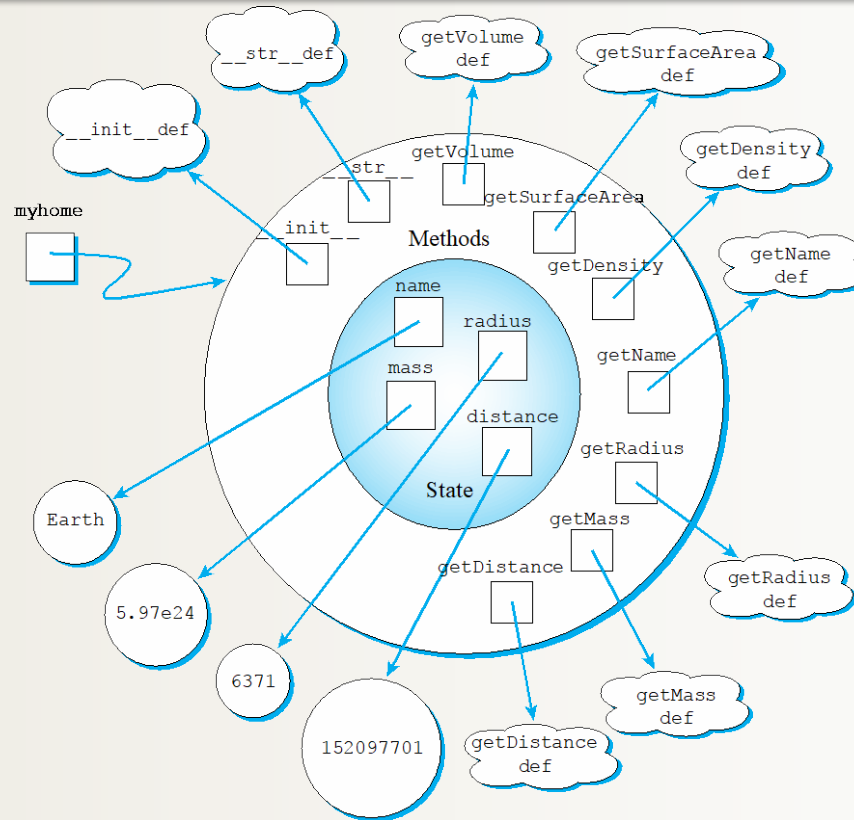 __str__def
getVolume
def
getSurfaceArea
def
__init__def
getDensity
def
getName
def
myhome
__init__
__str__
getVolume
getSurfaceArea
Methods
getDensity
getName
getRadius
getMass
getDistance
name
radius
mass
distance
State
Earth
5.97e24
6371
152097701
getDistance
def
getMass
def
getRadius
def